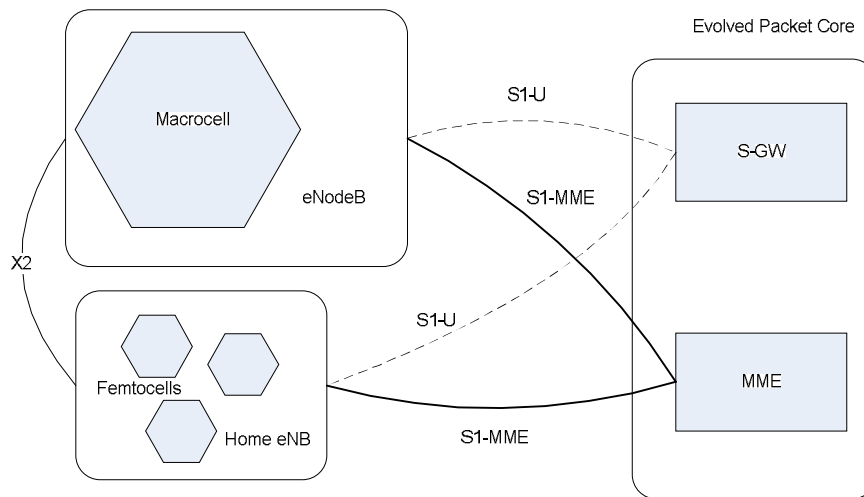 Evolved Packet Core
Macrocell
eNodeB
S1-U
S-GW
S1-MME
X2
S1-U
Femtocells
Home eNB
MME
S1-MME